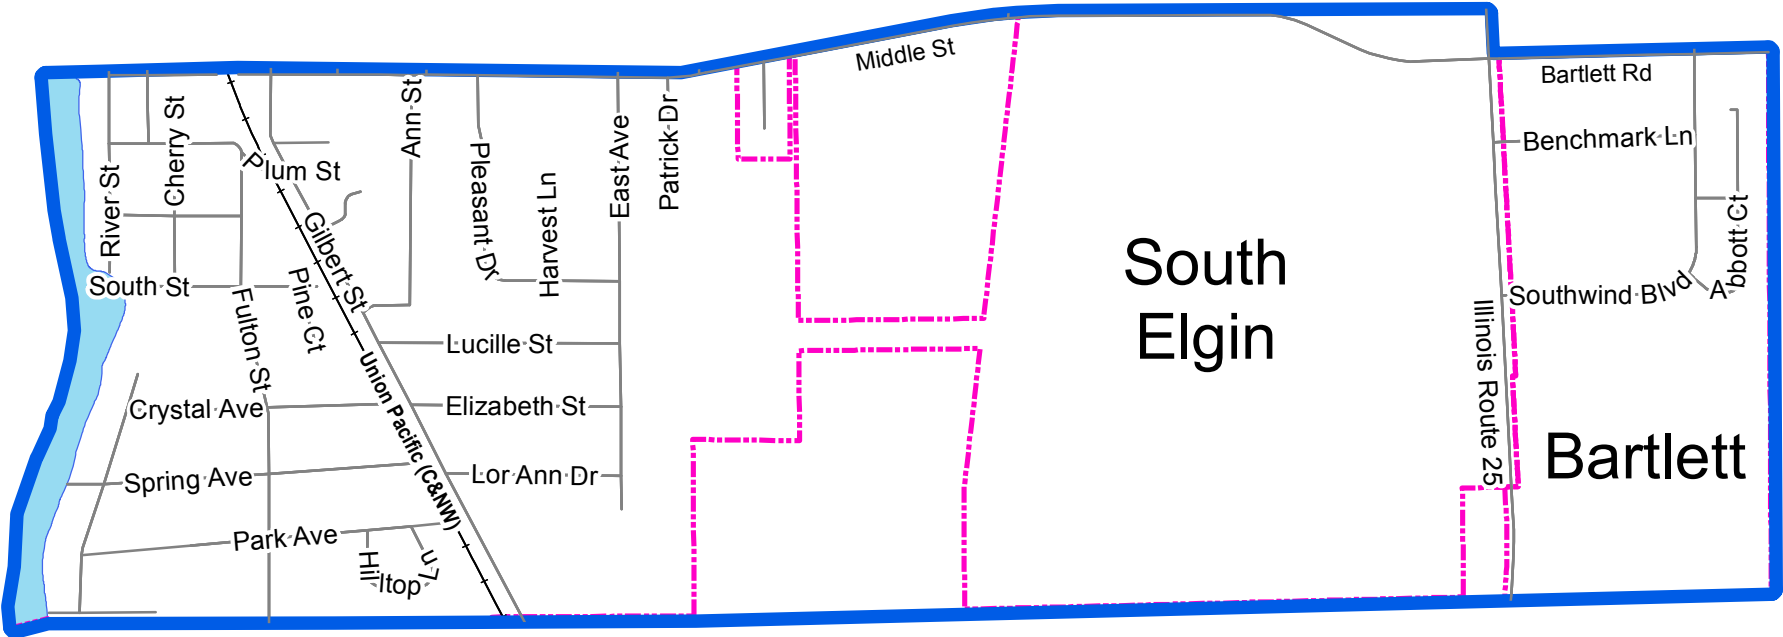 Middle St
Bartlett Rd
Ann St
Cherry St
Patrick Dr
East Ave
Benchmark Ln
Plum St
Pleasant Dr
River St
Harvest Ln
Gilbert St
Abbott Ct
South St
South
Elgin
Pine Ct
Fulton St
Southwind Blvd
Illinois Route 25
Lucille St
Union Pacific (C&NW)
Crystal Ave
Elizabeth St
Bartlett
Spring Ave
Lor Ann Dr
Park Ave
Hilltop Ln